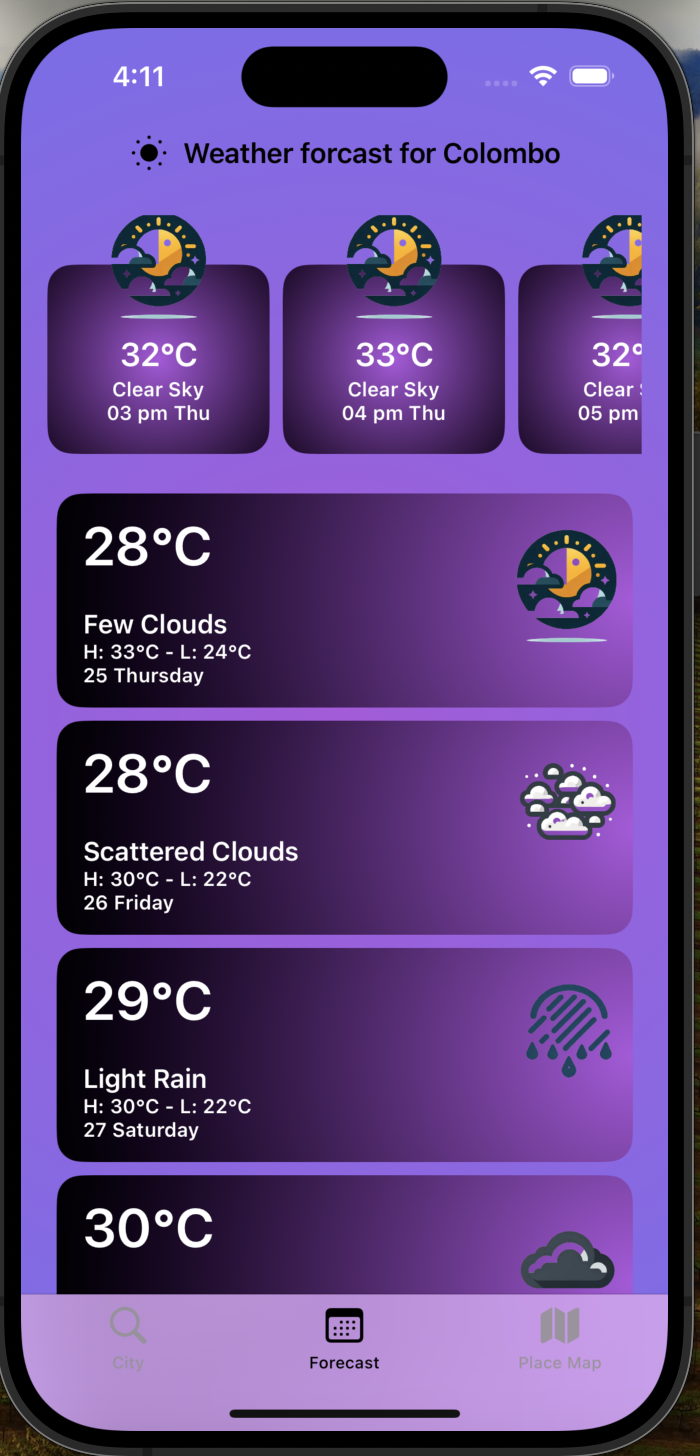 4:11
Weather forcast for Colombo
32°C
Clear Sky
03 pm Thu
33°C
Clear Sky
04 pm Thu
32°
Clear
05 pm
28°C
Few Clouds
H: 33°C - L: 24°C
25 Thursday
28°C
Scattered Clouds
H: 30°C - L: 22°C
26 Friday
29°C
Light Rain
H: 30°C - L: 22°C
27 Saturday
30°C
City
Forecast
Place Map